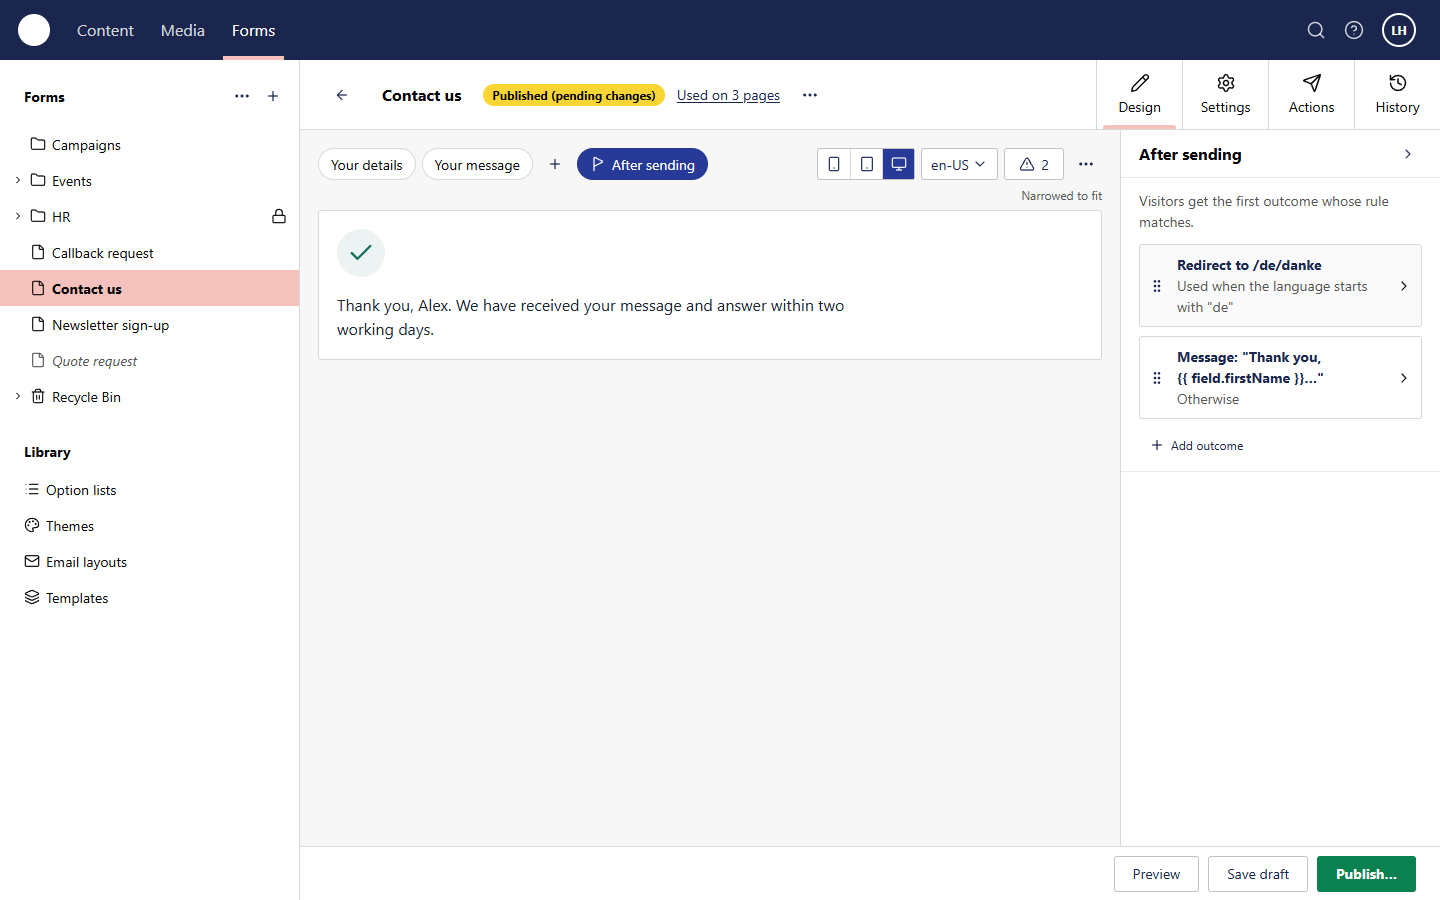 Content
Media
Forms
LH
Forms
Campaigns
Events
HR
Callback request
Contact us
Newsletter sign-up
Quote request
Recycle Bin
Library
Option lists
Themes
Email layouts
Templates
Contact us
Published (pending changes)
Used on 3 pages
Design
Settings
Actions
History
Your details
Your message
After sending
en-US
2
Narrowed to fit
Thank you, Alex. We have received your message and answer within two
working days.
After sending
Visitors get the first outcome whose rule
matches.
Redirect to /de/danke
Used when the language starts
with "de"
Message: "Thank you,
{{ field.firstName }}…"
Otherwise
Add outcome
Preview
Save draft
Publish…